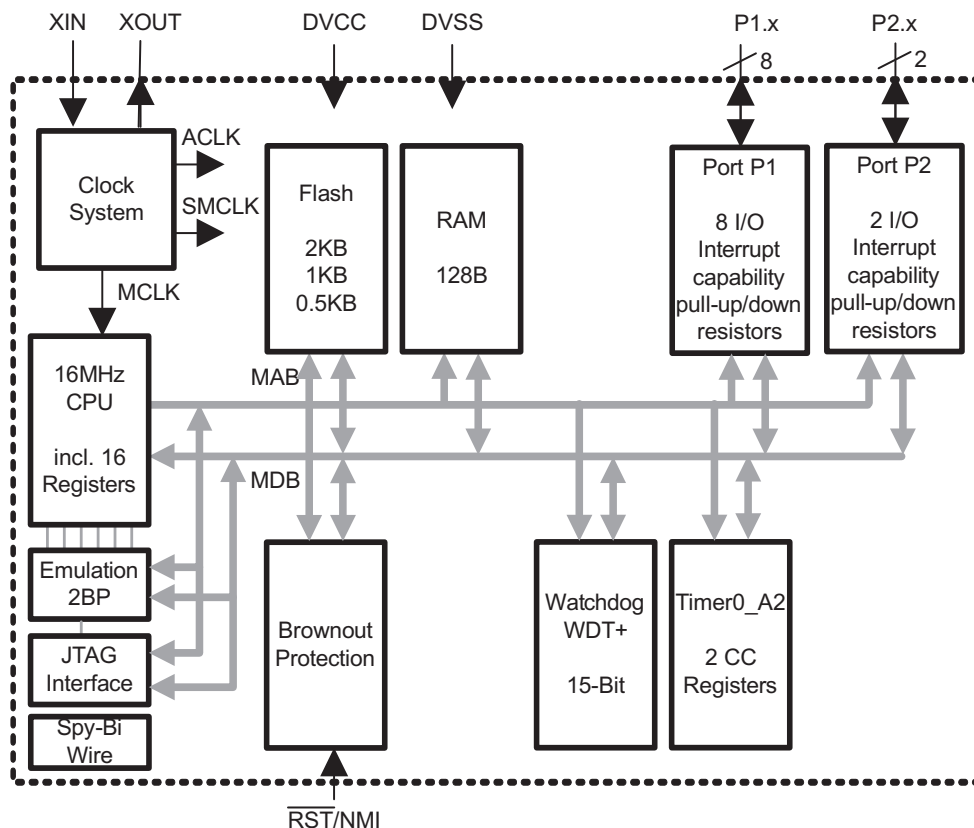 XIN
XOUT
DVCC
DVSS
P1.x
P2.x
8
2
Clock
System
ACLK
SMCLK
MCLK
Flash
2KB
1KB
0.5KB
RAM
128B
Port P1
8 I/O
Interrupt
capability
pull-up/down
resistors
Port P2
2 I/O
Interrupt
capability
pull-up/down
resistors
16MHz
CPU
incl. 16
Registers
MAB
MDB
Emulation
2BP
JTAG
Interface
Spy-Bi
Wire
Brownout
Protection
Watchdog
WDT+
15-Bit
Timer0_A2
2 CC
Registers
RST/NMI